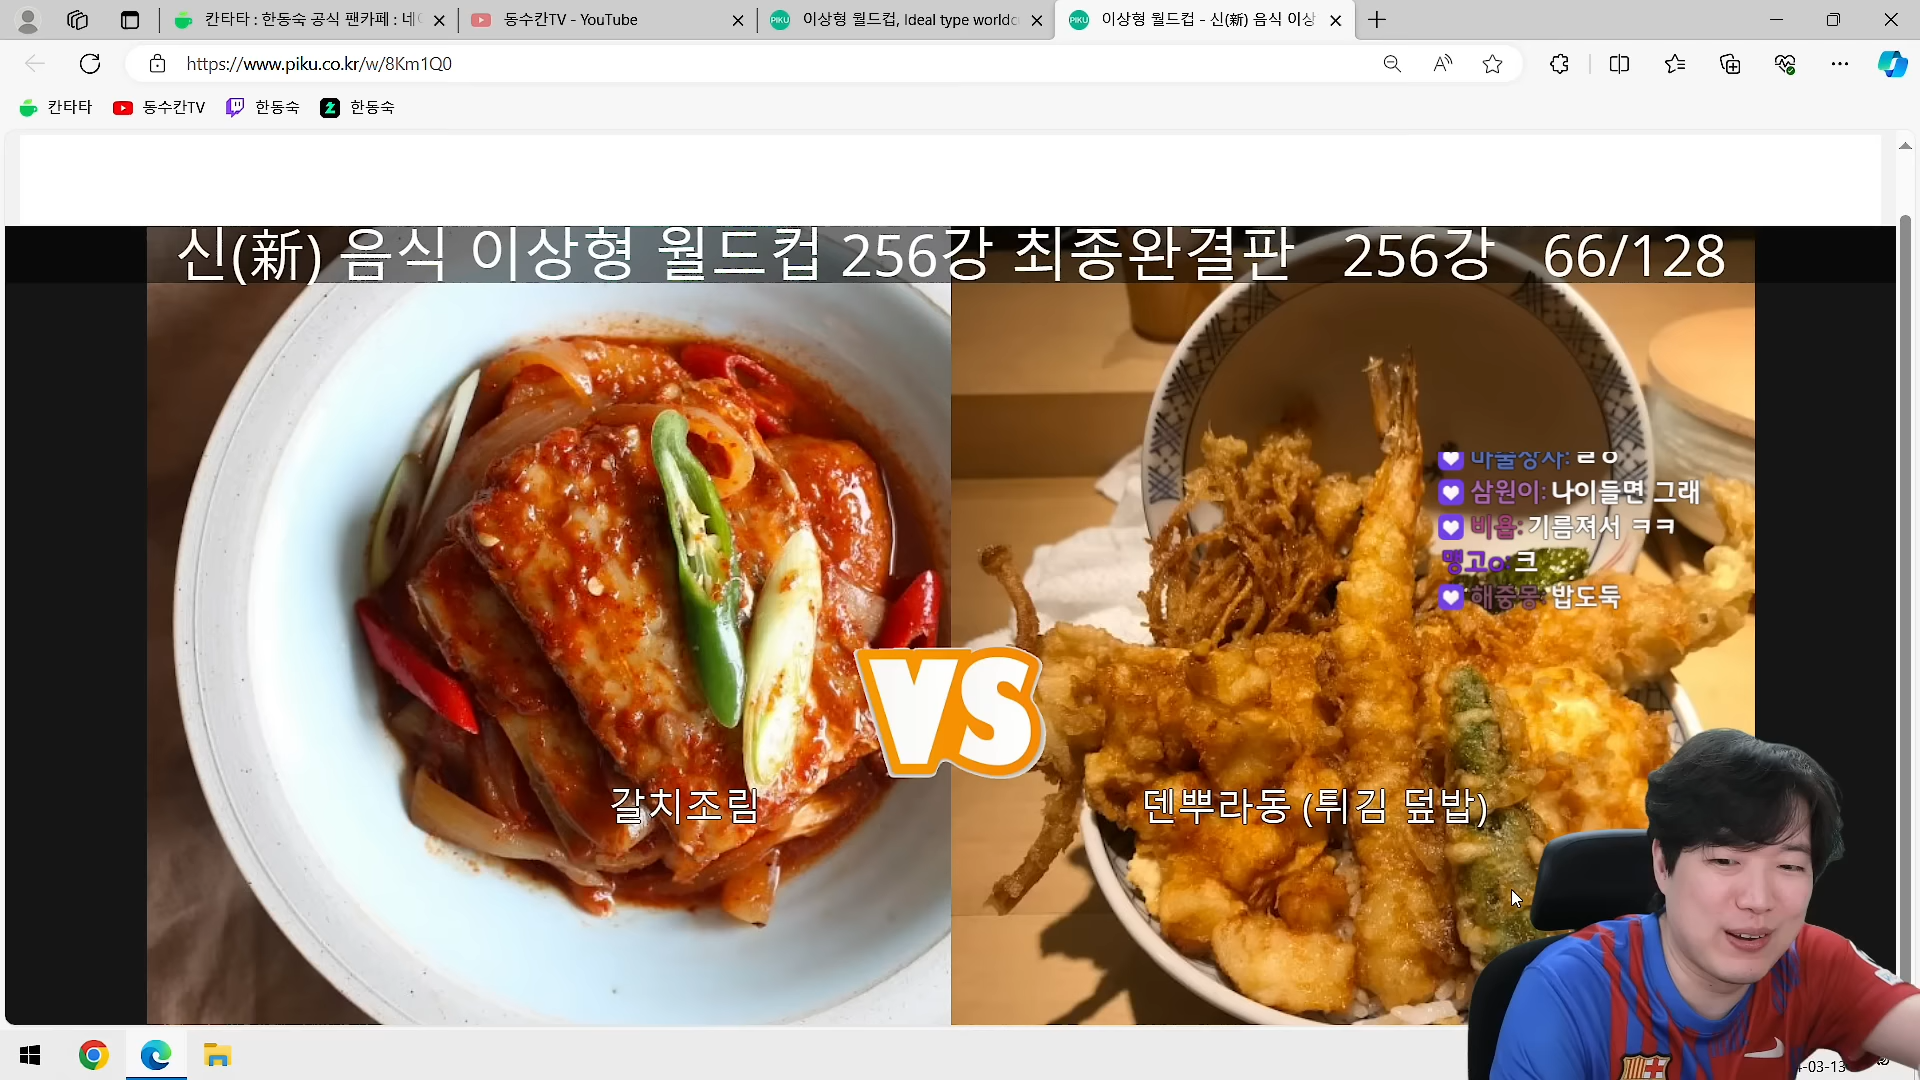 칸타타 : 한동숙 공식 팬카페 : 네
동수칸TV - YouTube
이상형 월드컵, Ideal type worldc
이상형 월드컵 - 신(新) 음식 이상
https://www.piku.co.kr/w/8Km1Q0
칸타타
동수칸TV
한동숙
한동숙
신(新) 음식 이상형 월드컵 256강 최종완결판 256강 66/128
삼원이: 나이들면 그래
비욤: 기름져서 ㅋㅋ
맹고o: 크
해중몽: 밥도둑
VS
갈치조림
덴뿌라동 (튀김 덮밥)
-03-13